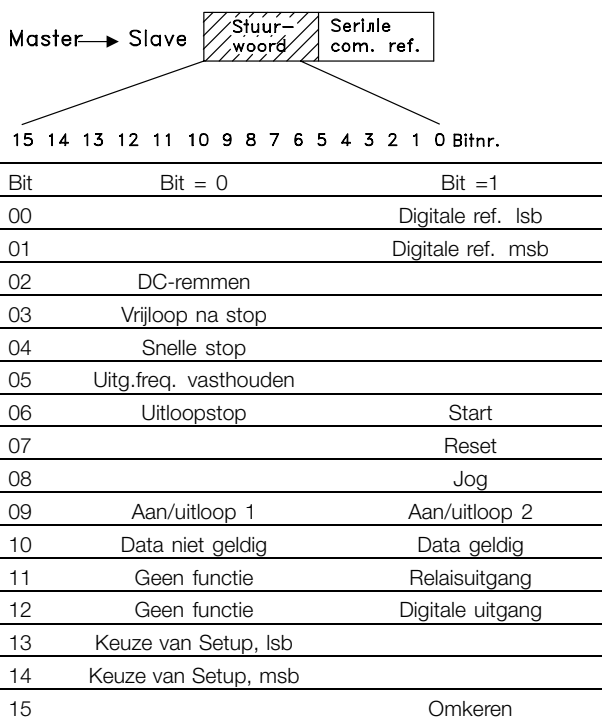 Master Slave Stuur- woord Seriële com. ref.
15 14 13 12 11 10 9 8 7 6 5 4 3 2 1 0 Bitnr.
Bit Bit = 0 Bit =1
00 Digitale ref. lsb
01 Digitale ref. msb
02 DC-remmen
03 Vrijloop na stop
04 Snelle stop
05 Uitg.freq. vasthouden
06 Uitloopstop Start
07 Reset
08 Jog
09 Aan/uitloop 1 Aan/uitloop 2
10 Data niet geldig Data geldig
11 Geen functie Relaisuitgang
12 Geen functie Digitale uitgang
13 Keuze van Setup, lsb
14 Keuze van Setup, msb
15 Omkeren